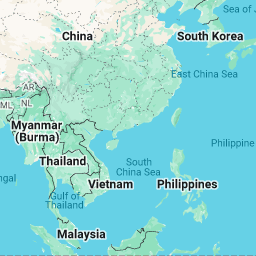 Sea of
China
South Korea
East China Sea
AR
ML
NL
Myanmar
(Burma)
Philippine
Thailand
South
China Sea
ngal
Vietnam
Philippines
Gulf of
Thailand
Malaysia